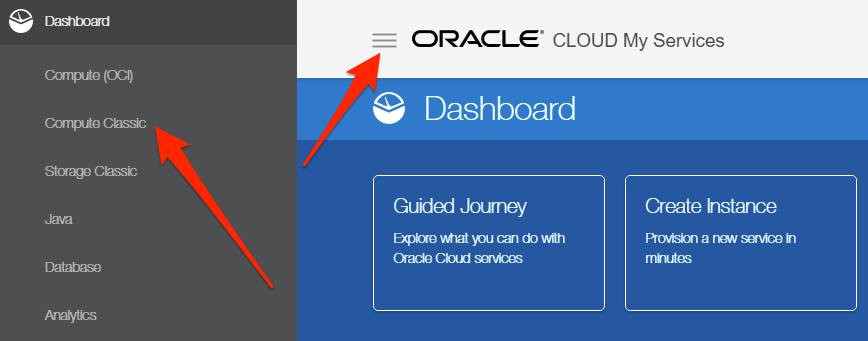 Dashboard
Compute (OCI)
Compute Classic
Storage Classic
Java
Database
Analytics
ORACLE® CLOUD My Services
Dashboard
Guided Journey
Explore what you can do with
Oracle Cloud services
Create Instance
Provision a new service in
minutes